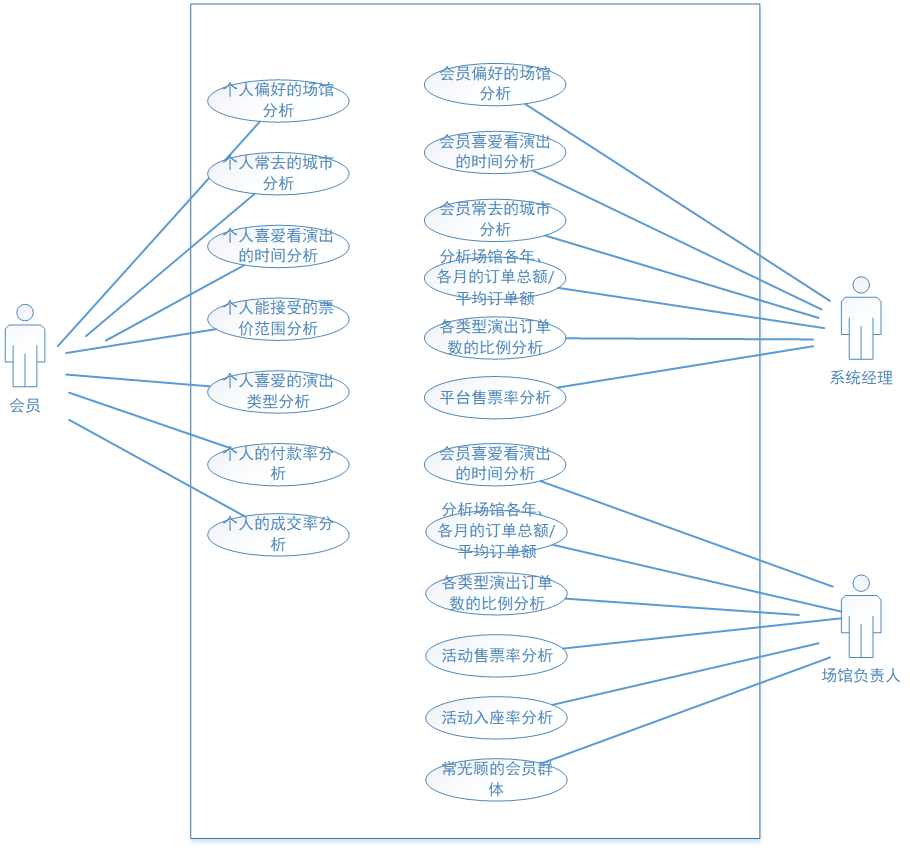 个人偏好的场馆
分析
个人常去的城市
分析
个人喜爱看演出
的时间分析
个人能接受的票
价范围分析
个人喜爱的演出
类型分析
个人的付款率分
析
个人的成交率分
析
会员
会员偏好的场馆
分析
会员喜爱看演出
的时间分析
会员常去的城市
分析
分析场馆各年、
各月的订单总额/
平均订单额
各类型演出订单
数的比例分析
平台售票率分析
系统经理
会员喜爱看演出
的时间分析
分析场馆各年、
各月的订单总额/
平均订单额
各类型演出订单
数的比例分析
活动售票率分析
活动入座率分析
常光顾的会员群
体
场馆负责人